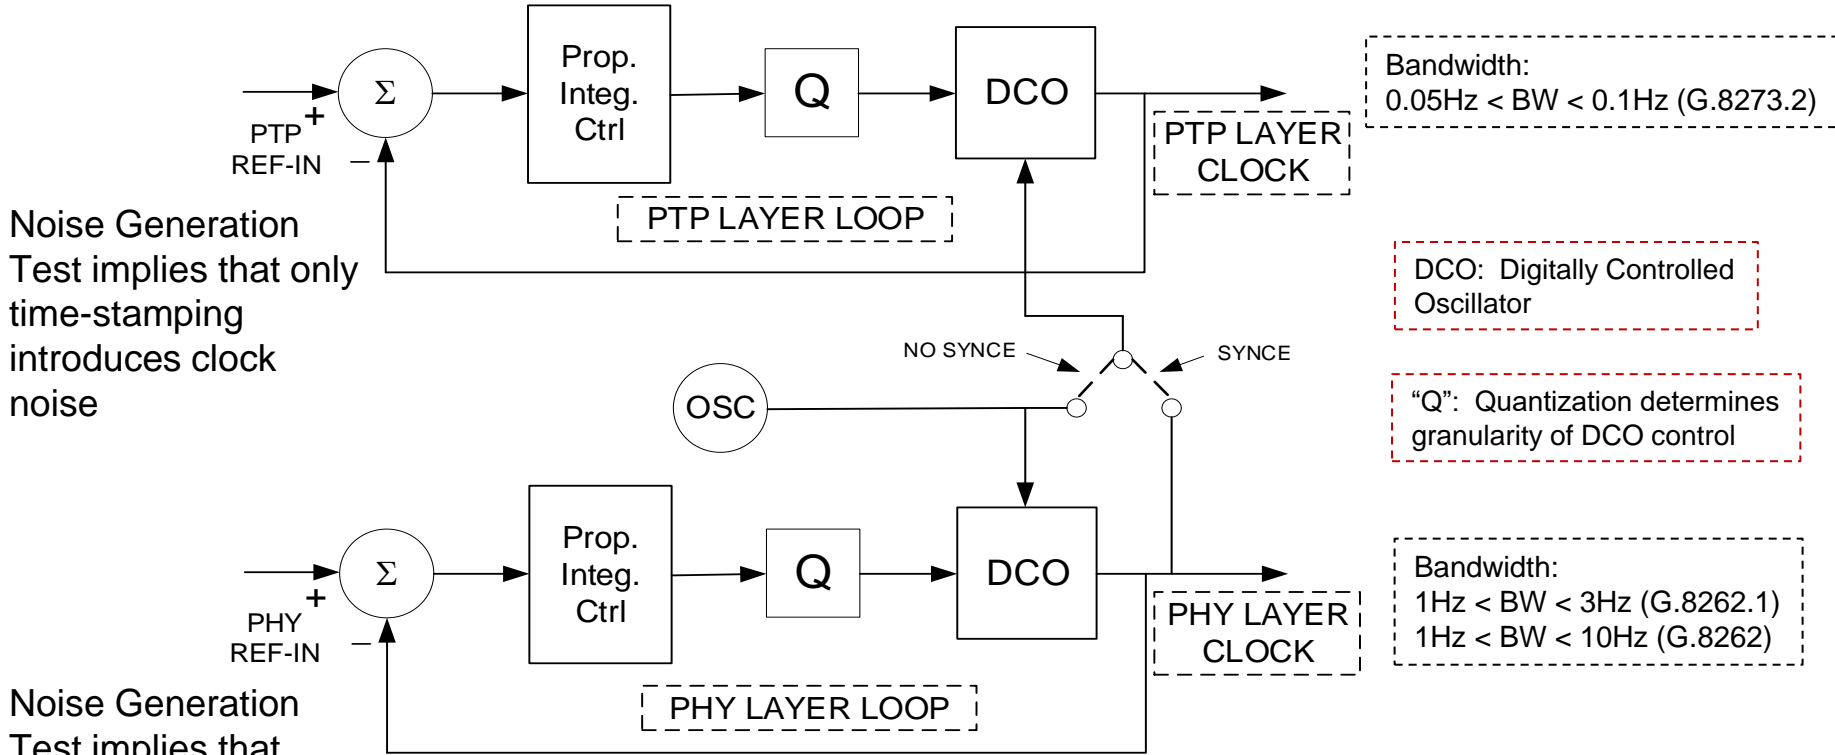 Σ
Prop.
Integ.
Ctrl
Q
DCO
Bandwidth:
0.05Hz < BW < 0.1Hz (G.8273.2)
+
PTP
REF-IN
–
PTP LAYER
CLOCK
PTP LAYER LOOP
Noise Generation
Test implies that only
time-stamping
introduces clock
noise
DCO: Digitally Controlled
Oscillator
NO SYNCE
SYNCE
OSC
“Q”: Quantization determines
granularity of DCO control
Σ
Prop.
Integ.
Ctrl
Q
DCO
Bandwidth:
1Hz < BW < 3Hz (G.8262.1)
1Hz < BW < 10Hz (G.8262)
+
PHY
REF-IN
–
PHY LAYER
CLOCK
PHY LAYER LOOP
Noise Generation
Test implies that